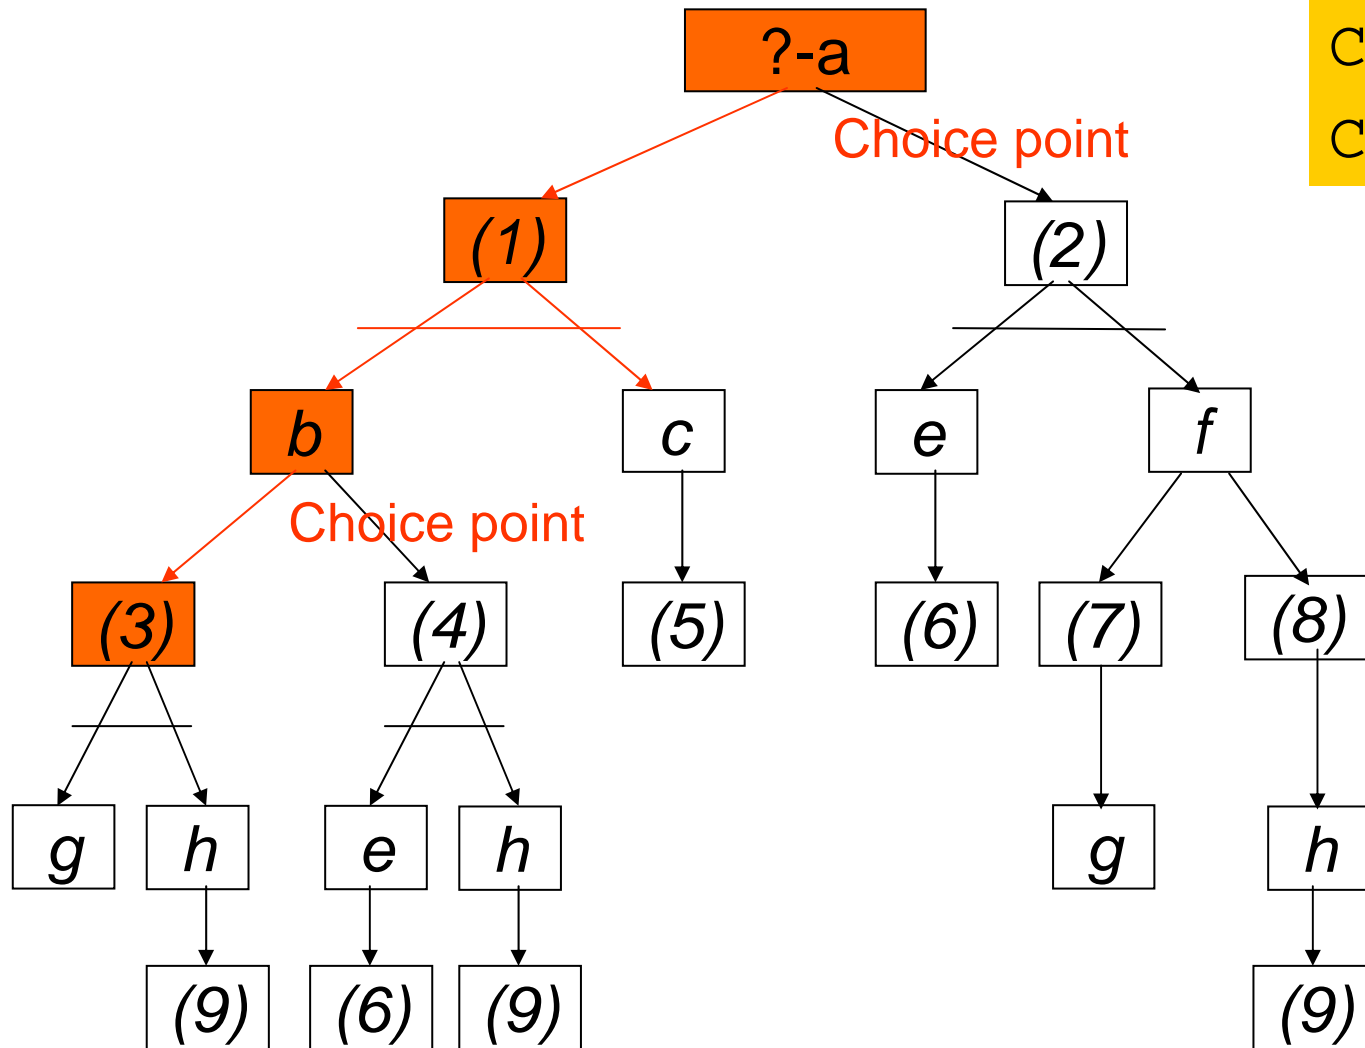 ?-a
C
Choice point
C
(1)
(2)
b
c
e
f
Choice point
(3)
(4)
(5)
(6)
(7)
(8)
g
h
e
h
g
h
(9)
(6)
(9)
(9)